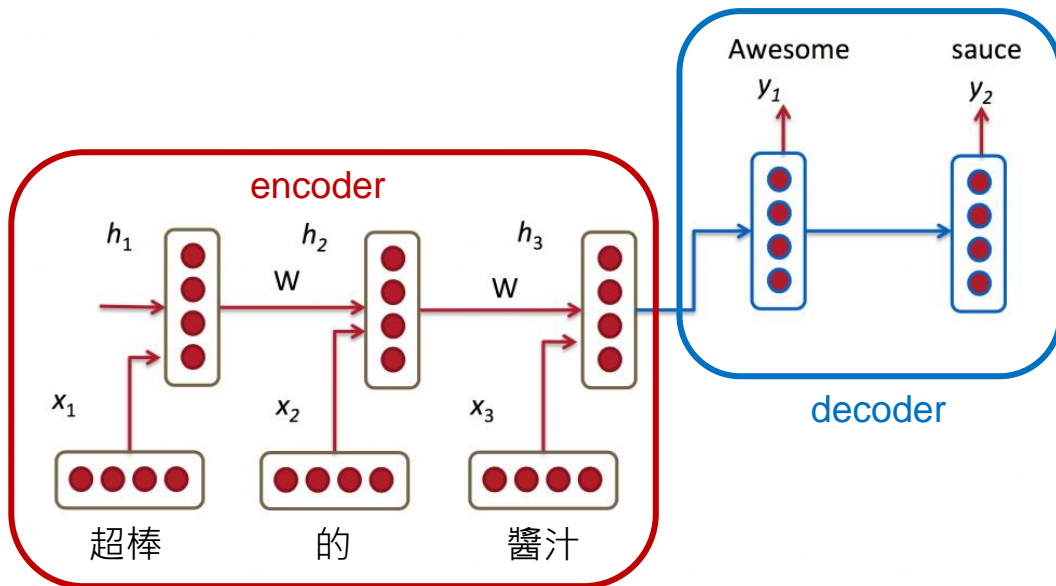 Awesome sauce
y1 y2
encoder
h1 h2 h3
W W
x1 x2 x3
decoder
超棒 的 醬汁